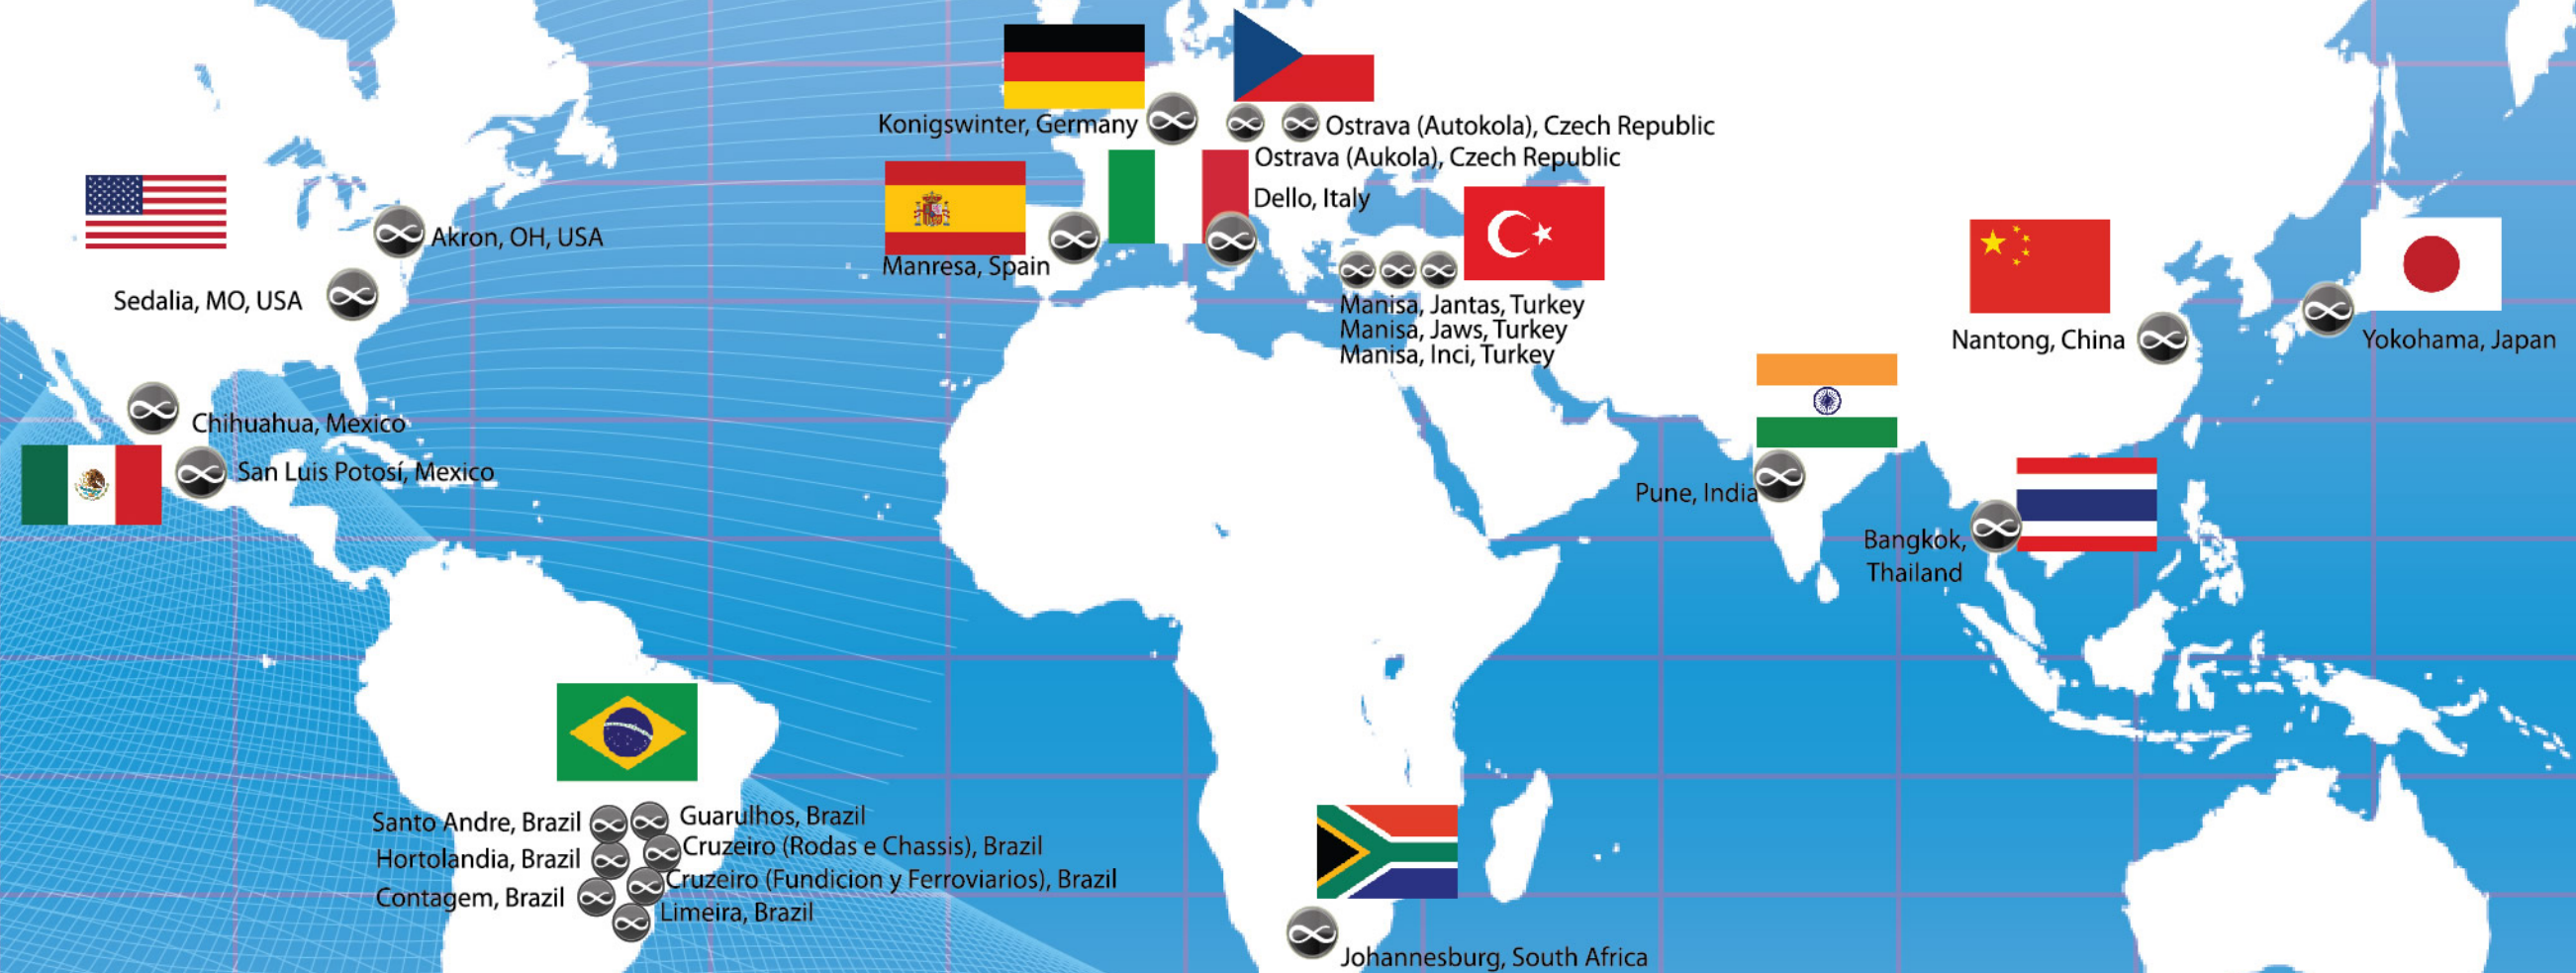 Konigswinter, Germany
Ostrava (Autokola), Czech Republic
Ostrava (Aukola), Czech Republic
Dello, Italy
Akron, OH, USA
Manresa, Spain
Sedalia, MO, USA
Manisa, Jantas, Turkey
Manisa, Jaws, Turkey
Manisa, Inci, Turkey
Nantong, China
Yokohama, Japan
Chihuahua, Mexico
San Luis Potosí, Mexico
Pune, India
Bangkok,
Thailand
Santo Andre, Brazil
Guarulhos, Brazil
Cruzeiro (Rodas e Chassis), Brazil
Hortolandia, Brazil
Cruzeiro (Fundicion y Ferroviarios), Brazil
Contagem, Brazil
Limeira, Brazil
Johannesburg, South Africa